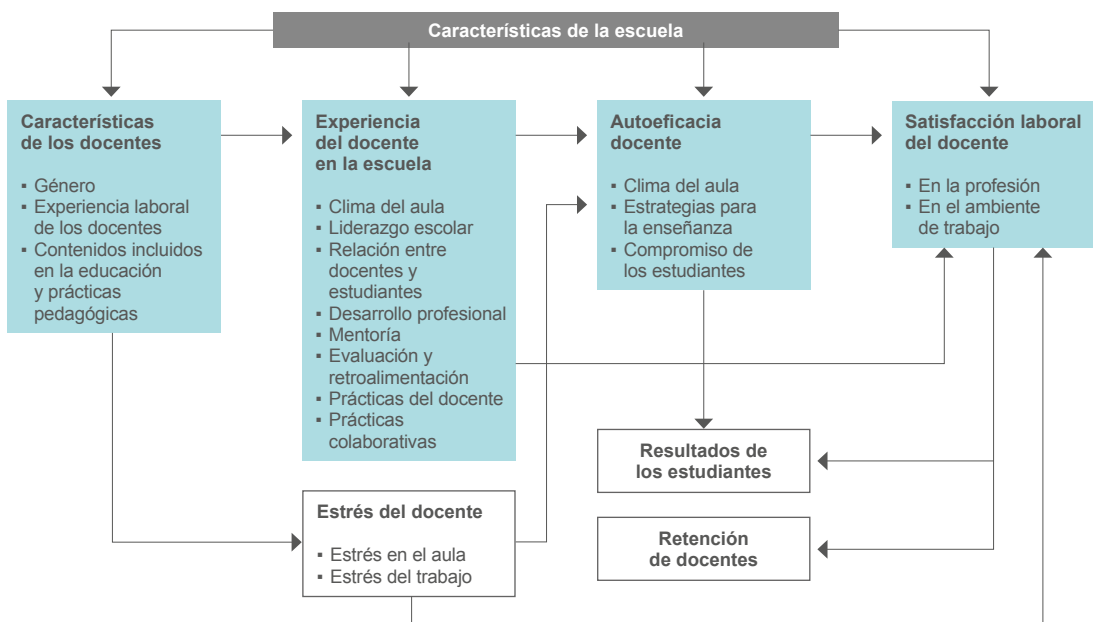 Características de la escuela
Características
de los docentes
▪ Género
▪ Experiencia laboral
de los docentes
▪ Contenidos incluidos
en la educación
y prácticas
pedagógicas
Experiencia
del docente
en la escuela
▪ Clima del aula
▪ Liderazgo escolar
▪ Relación entre
docentes y
estudiantes
▪ Desarrollo profesional
▪ Mentoría
▪ Evaluación y
retroalimentación
▪ Prácticas del docente
▪ Prácticas
colaborativas
Autoeficacia
docente
▪ Clima del aula
▪ Estrategias para
la enseñanza
▪ Compromiso de
los estudiantes
Satisfacción laboral
del docente
▪ En la profesión
▪ En el ambiente
de trabajo
Resultados de
los estudiantes
Estrés del docente
▪ Estrés en el aula
▪ Estrés del trabajo
Retención
de docentes